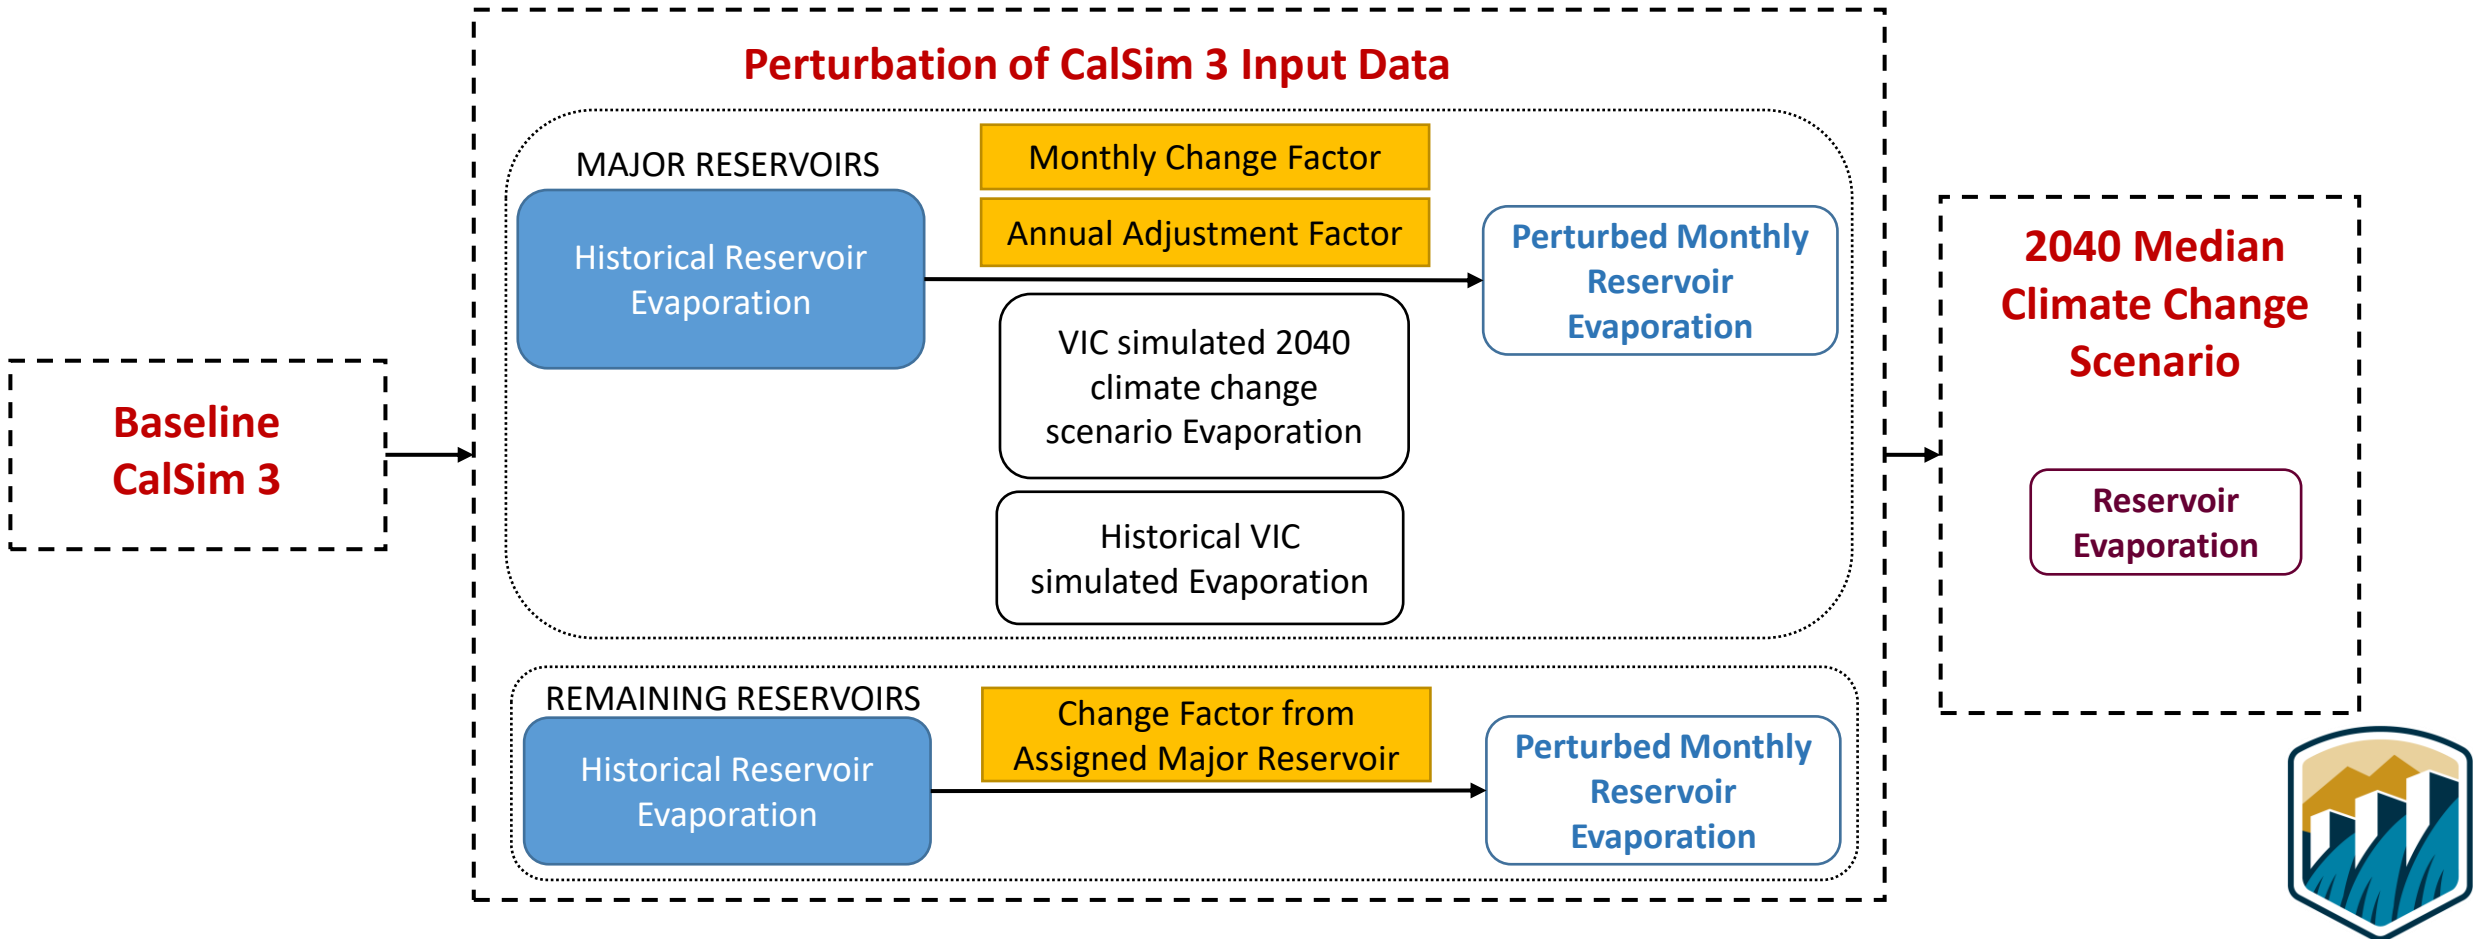 Perturbation of CalSim 3 Input Data
MAJOR RESERVOIRS
Historical Reservoir
Evaporation
Monthly Change Factor
Annual Adjustment Factor
VIC simulated 2040
climate change
scenario Evaporation
Historical VIC
simulated Evaporation
Perturbed Monthly
Reservoir
Evaporation
Baseline
CalSim 3
REMAINING RESERVOIRS
Historical Reservoir
Evaporation
Change Factor from
Assigned Major Reservoir
Perturbed Monthly
Reservoir
Evaporation
2040 Median
Climate Change
Scenario
Reservoir
Evaporation